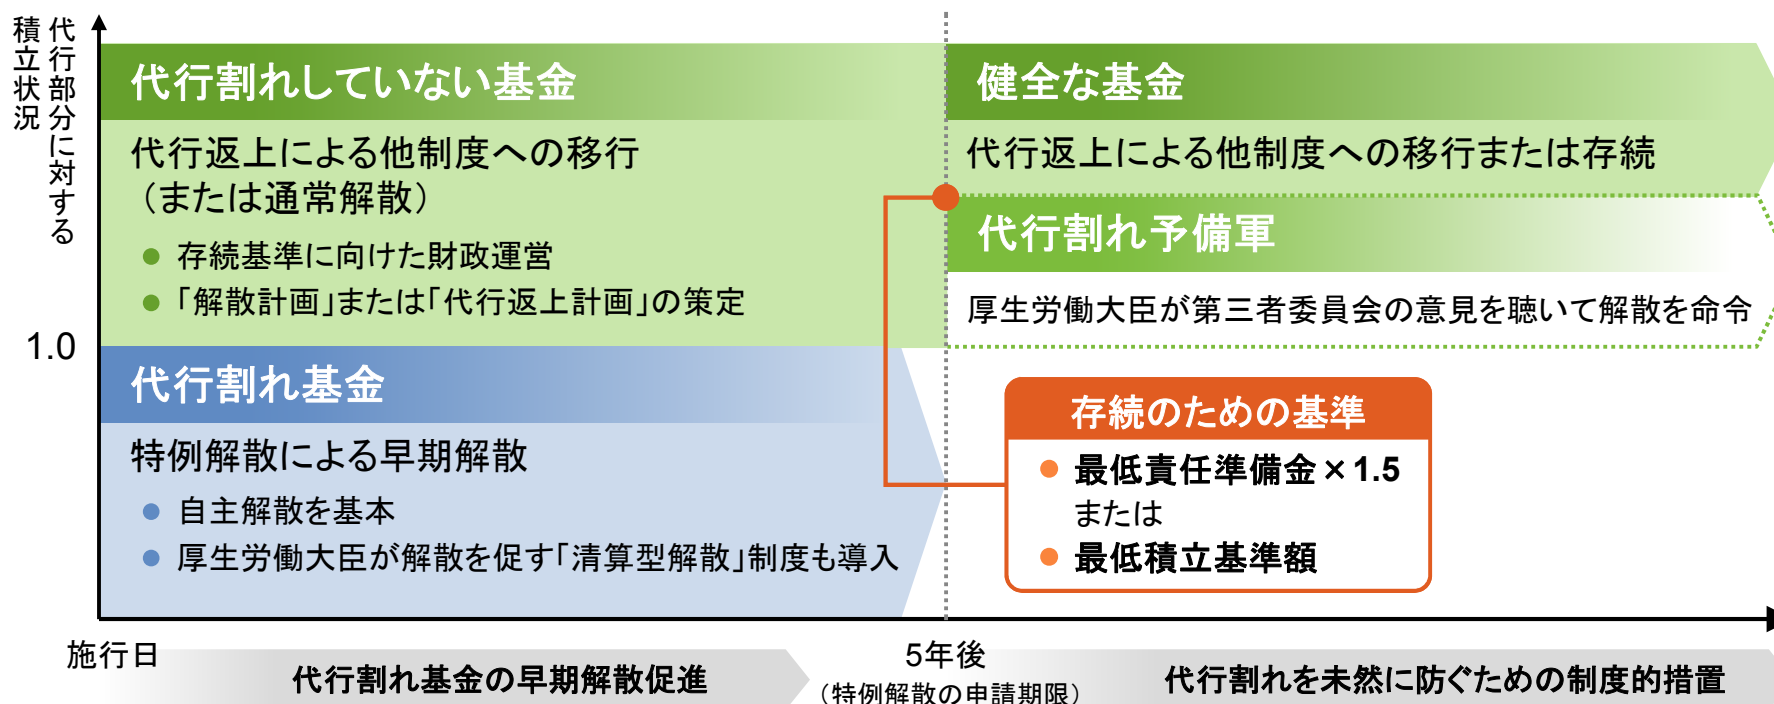 代行部分に対する
積立状況
代行割れしていない基金
代行返上による他制度への移行
（または通常解散）
● 存続基準に向けた財政運営
● 「解散計画」または「代行返上計画」の策定
健全な基金
代行返上による他制度への移行または存続
代行割れ予備軍
厚生労働大臣が第三者委員会の意見を聴いて解散を命令
1.0
代行割れ基金
特例解散による早期解散
● 自主解散を基本
● 厚生労働大臣が解散を促す「清算型解散」制度も導入
存続のための基準
● 最低責任準備金×1.5
または
● 最低積立基準額
施行日
代行割れ基金の早期解散促進
5年後
（特例解散の申請期限）
代行割れを未然に防ぐための制度的措置